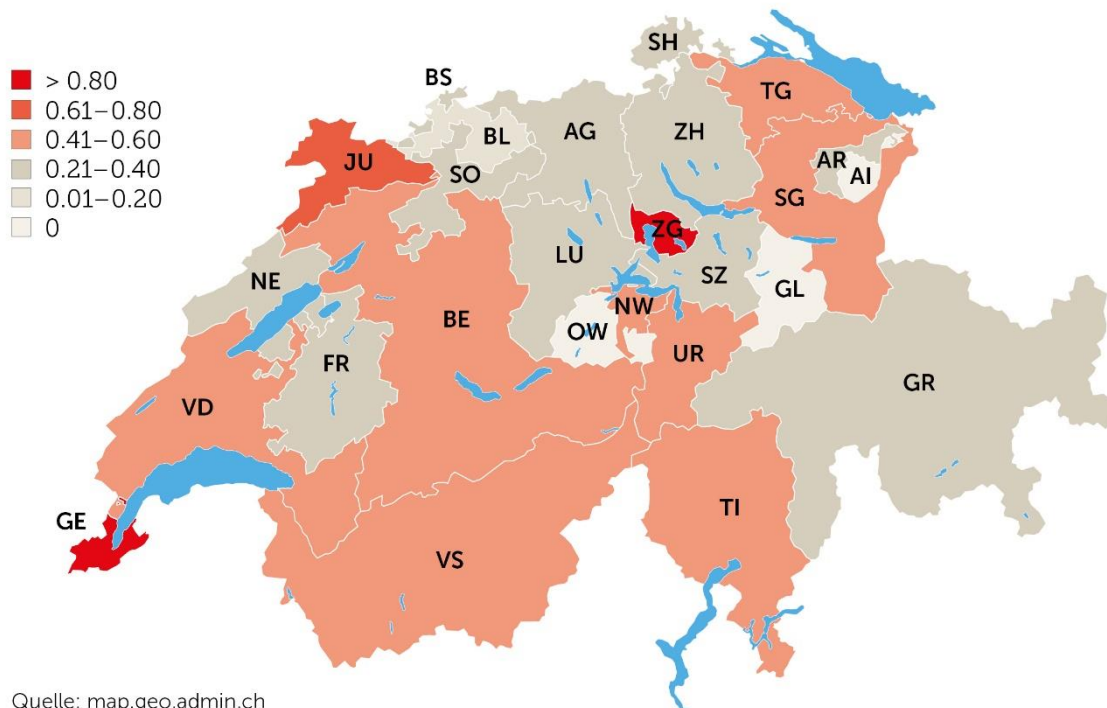 > 0.80
0.61–0.80
0.41–0.60
0.21–0.40
0.01–0.20
0
SH
BS
TG
BL
AG
ZH
JU
SO
AR
AI
SG
ZG
LU
SZ
NE
GL
NW
BE
OW
UR
FR
GR
VD
TI
GE
VS
Quelle: map.geo.admin.ch